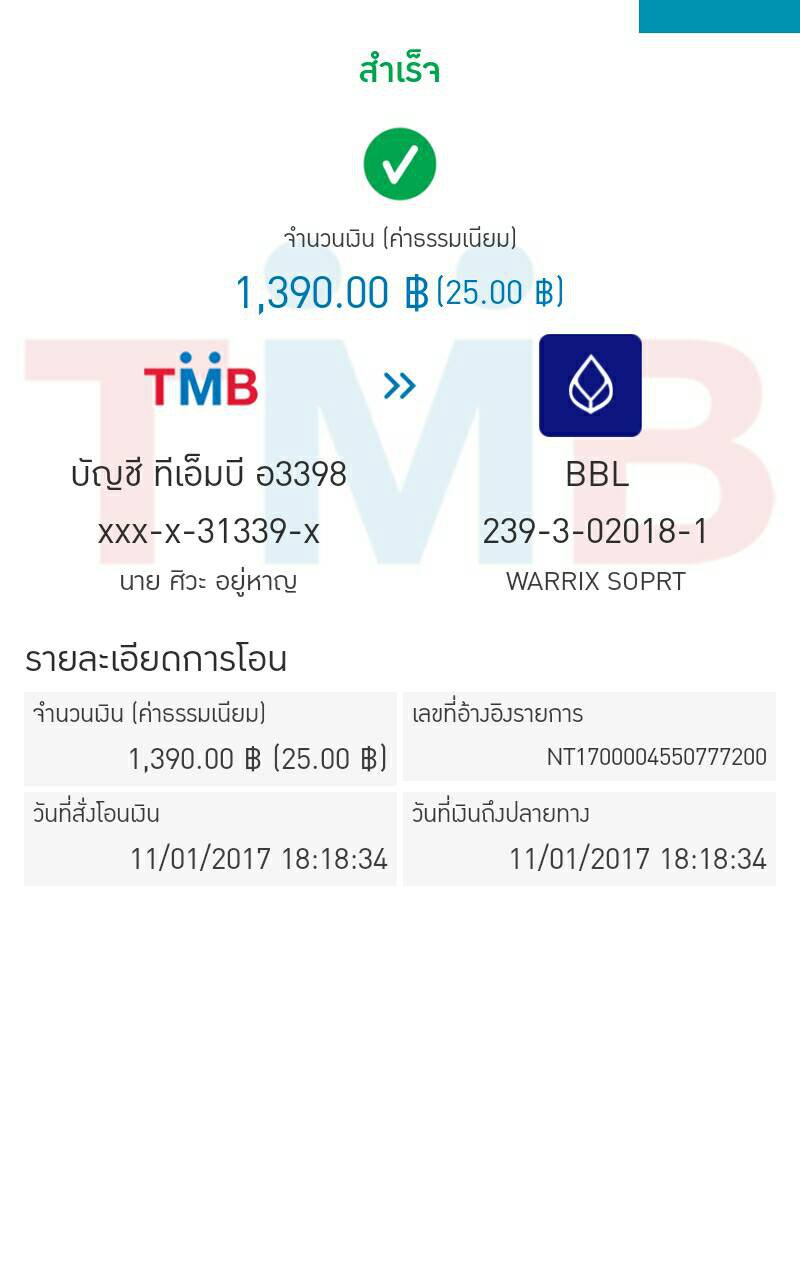 สำเร็จ
จำนวนเงิน (ค่าธรรมเนียม)
1,390.00 ฿ (25.00 ฿)
TMB
บัญชี ทีเอ็มบี อ3398
BBL
xxx-x-31339-x
239-3-02018-1
นาย ศิวะ อยู่หาญ
WARRIX SOPRT
รายละเอียดการโอน
จำนวนเงิน (ค่าธรรมเนียม)
เลขที่อ้างอิงรายการ
1,390.00 ฿ (25.00 ฿)
NT1700004550777200
วันที่สั่งโอนเงิน
วันที่เงินถึงปลายทาง
11/01/2017 18:18:34
11/01/2017 18:18:34
TMB